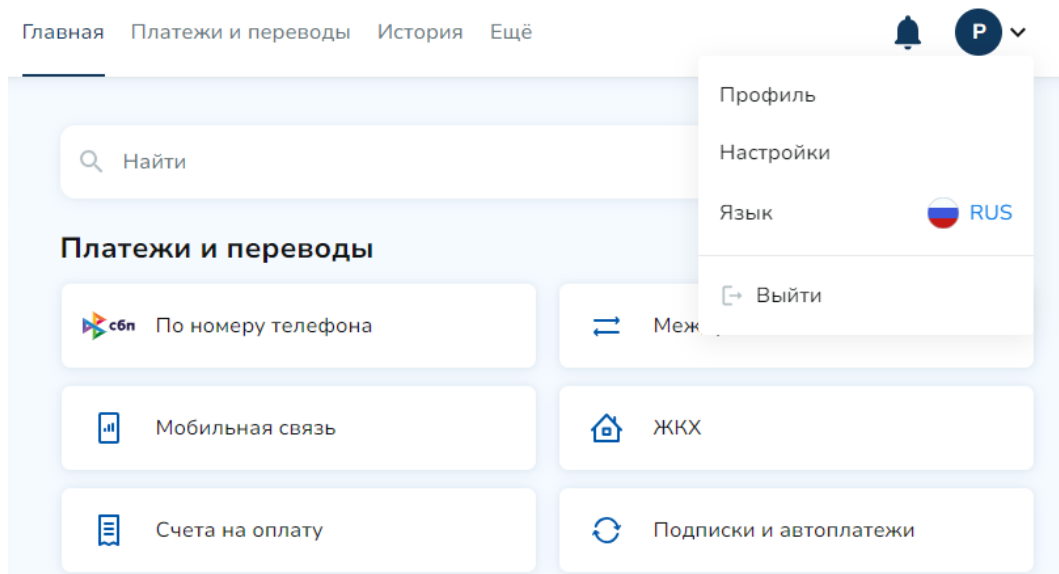 Главная Платежи и переводы История Ещё P
Профиль
Найти
Настройки
Язык RUS
Платежи и переводы
Выйти
сбп По номеру телефона
Мобильная связь ЖКХ
Счета на оплату Подписки и автоплатежи